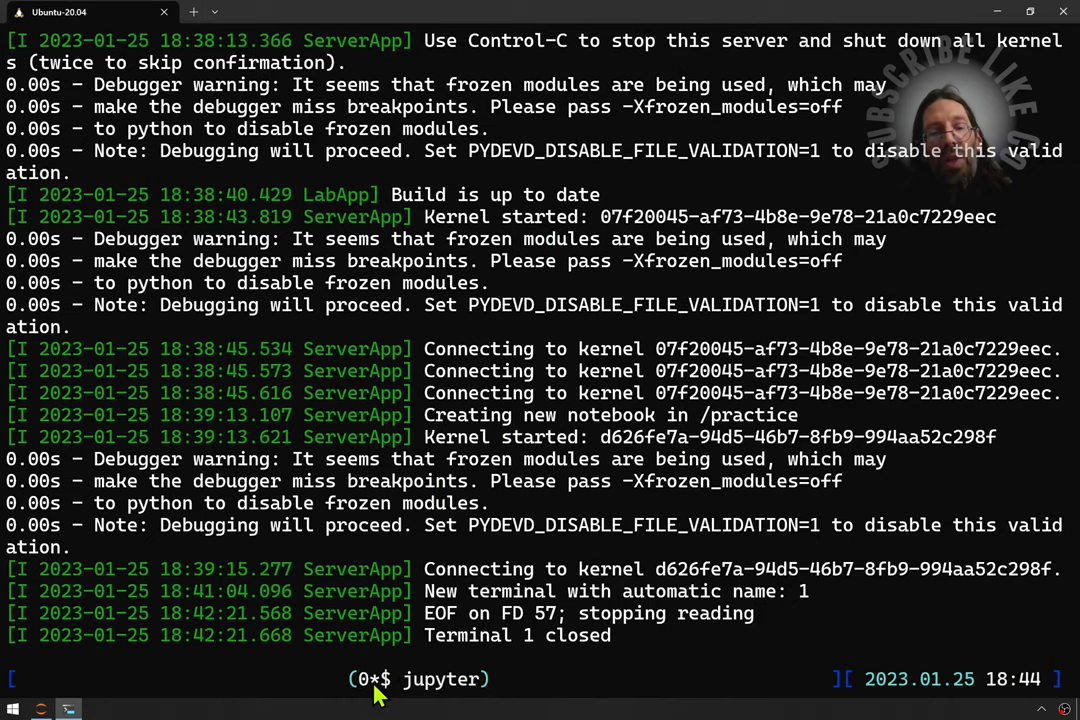 Ubuntu-20.04
[I 2023-01-25 18:38:13.366 ServerApp] Use Control-C to stop this server and shut down all kernel
s (twice to skip confirmation).
0.00s - Debugger warning: It seems that frozen modules are being used, which may
0.00s - make the debugger miss breakpoints. Please pass -Xfrozen_modules=off
0.00s - to python to disable frozen modules.
0.00s - Note: Debugging will proceed. Set PYDEVD_DISABLE_FILE_VALIDATION=1 to disable this valid
ation.
[I 2023-01-25 18:38:40.429 LabApp] Build is up to date
[I 2023-01-25 18:38:43.819 ServerApp] Kernel started: 07f20045-af73-4b8e-9e78-21a0c7229eec
0.00s - Debugger warning: It seems that frozen modules are being used, which may
0.00s - make the debugger miss breakpoints. Please pass -Xfrozen_modules=off
0.00s - to python to disable frozen modules.
0.00s - Note: Debugging will proceed. Set PYDEVD_DISABLE_FILE_VALIDATION=1 to disable this valid
ation.
[I 2023-01-25 18:38:45.534 ServerApp] Connecting to kernel 07f20045-af73-4b8e-9e78-21a0c7229eec.
[I 2023-01-25 18:38:45.573 ServerApp] Connecting to kernel 07f20045-af73-4b8e-9e78-21a0c7229eec.
[I 2023-01-25 18:38:45.616 ServerApp] Connecting to kernel 07f20045-af73-4b8e-9e78-21a0c7229eec.
[I 2023-01-25 18:39:13.107 ServerApp] Creating new notebook in /practice
[I 2023-01-25 18:39:13.621 ServerApp] Kernel started: d626fe7a-94d5-46b7-8fb9-994aa52c298f
0.00s - Debugger warning: It seems that frozen modules are being used, which may
0.00s - make the debugger miss breakpoints. Please pass -Xfrozen_modules=off
0.00s - to python to disable frozen modules.
0.00s - Note: Debugging will proceed. Set PYDEVD_DISABLE_FILE_VALIDATION=1 to disable this valid
ation.
[I 2023-01-25 18:39:15.277 ServerApp] Connecting to kernel d626fe7a-94d5-46b7-8fb9-994aa52c298f.
[I 2023-01-25 18:41:04.096 ServerApp] New terminal with automatic name: 1
[I 2023-01-25 18:42:21.568 ServerApp] EOF on FD 57; stopping reading
[I 2023-01-25 18:42:21.668 ServerApp] Terminal 1 closed
[ (0*$ jupyter) ][ 2023.01.25 18:44 ]
SUBSCRIBE LIKE